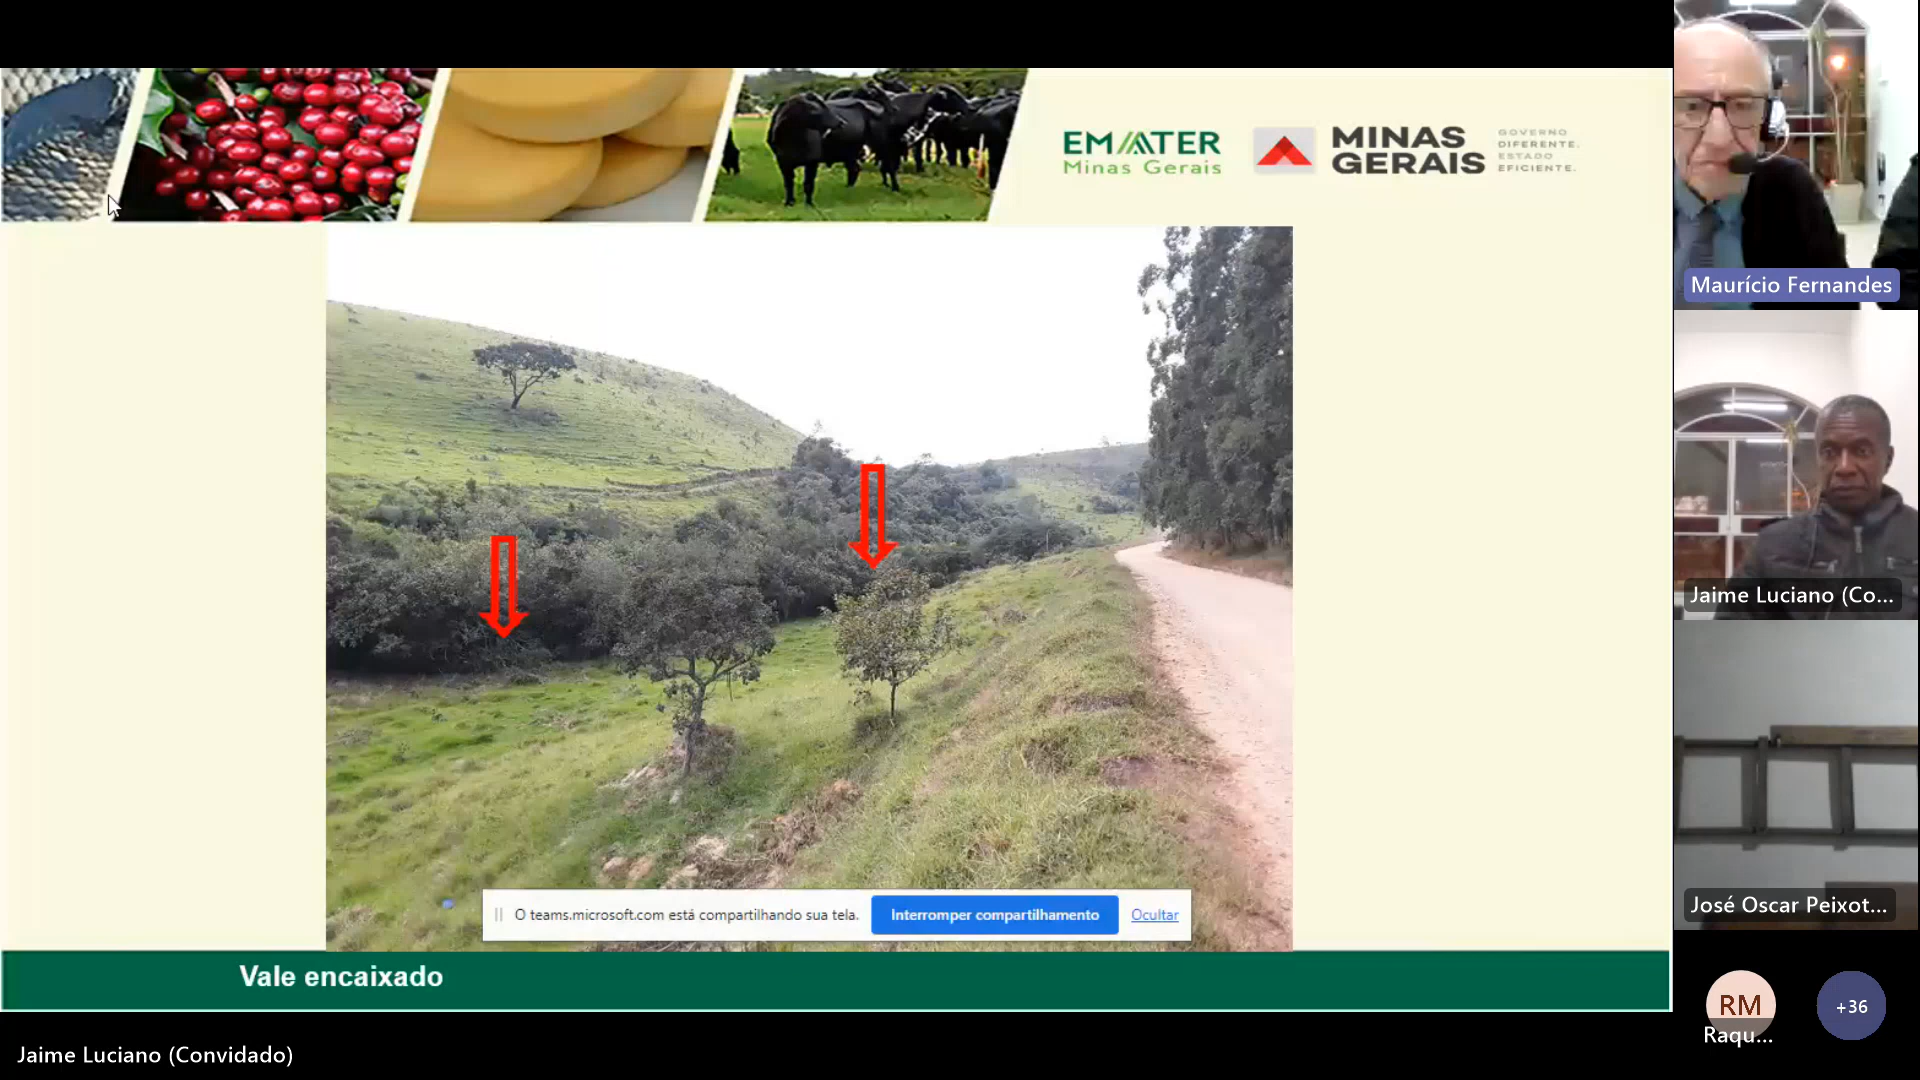 EMATER
Minas Gerais
MINAS
GERAIS
GOVERNO
DIFERENTE.
ESTADO
EFICIENTE.
Maurício Fernandes
Jaime Luciano (Co...
José Oscar Peixot...
O teams.microsoft.com está compartilhando sua tela.
Interromper compartilhamento
Ocultar
Vale encaixado
RM
Raqu...
+36
Jaime Luciano (Convidado)